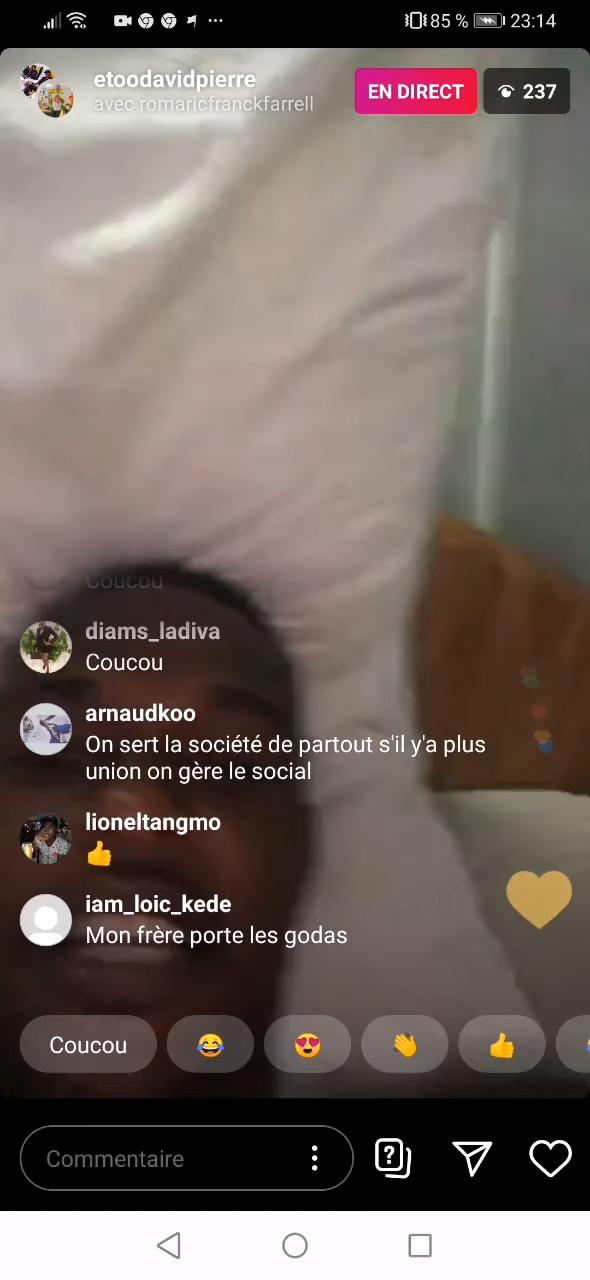 85 % 23:14
etoodavidpierre
avec romaricfranckfarrell
EN DIRECT
237
Coucou
diams_ladiva
Coucou
arnaudkoo
On sert la société de partout s'il y'a plus
union on gère le social
lioneltangmo
iam_loic_kede
Mon frère porte les godas
Coucou
Commentaire